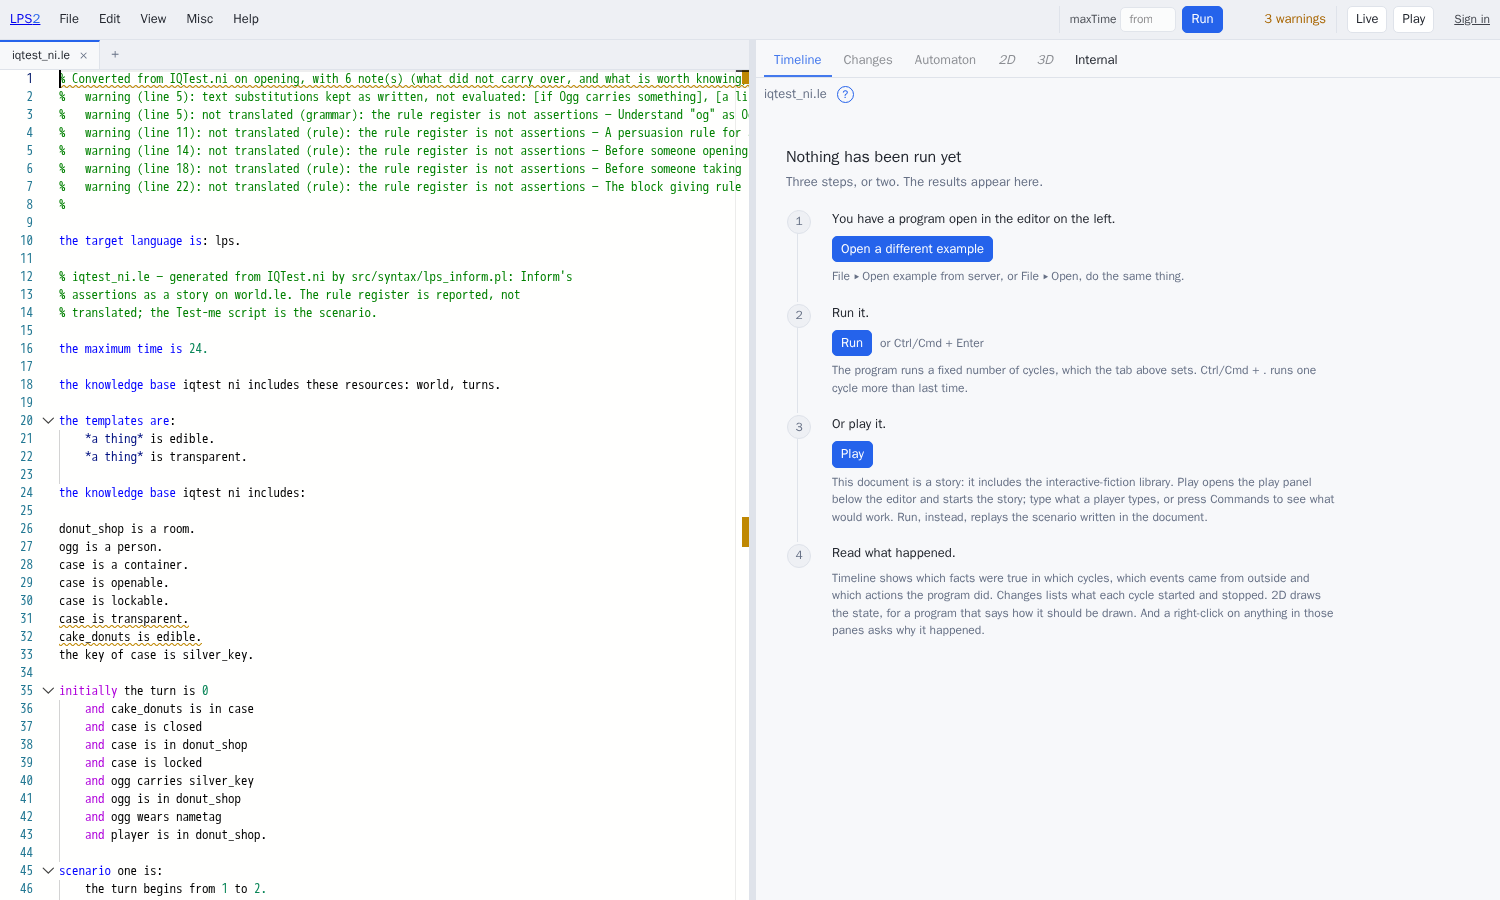 LPS2 File Edit View Misc Help maxTime from Run 3 warnings Live Play Sign in
iqtest_ni.le × +
1 % Converted from IQTest.ni on opening, with 6 note(s) (what did not carry over, and what is worth knowing
2 %   warning (line 5): text substitutions kept as written, not evaluated: [if Ogg carries something], [a li
3 %   warning (line 5): not translated (grammar): the rule register is not assertions — Understand "og" as O
4 %   warning (line 11): not translated (rule): the rule register is not assertions — A persuasion rule for
5 %   warning (line 14): not translated (rule): the rule register is not assertions — Before someone opening
6 %   warning (line 18): not translated (rule): the rule register is not assertions — Before someone taking
7 %   warning (line 22): not translated (rule): the rule register is not assertions — The block giving rule
8 %
9
10 the target language is: lps.
11
12 % iqtest_ni.le — generated from IQTest.ni by src/syntax/lps_inform.pl: Inform's
13 % assertions as a story on world.le. The rule register is reported, not
14 % translated; the Test-me script is the scenario.
15
16 the maximum time is 24.
17
18 the knowledge base iqtest ni includes these resources: world, turns.
19
20 the templates are:
21     *a thing* is edible.
22     *a thing* is transparent.
23
24 the knowledge base iqtest ni includes:
25
26 donut_shop is a room.
27 ogg is a person.
28 case is a container.
29 case is openable.
30 case is lockable.
31 case is transparent.
32 cake_donuts is edible.
33 the key of case is silver_key.
34
35 initially the turn is 0
36     and cake_donuts is in case
37     and case is closed
38     and case is in donut_shop
39     and case is locked
40     and ogg carries silver_key
41     and ogg is in donut_shop
42     and ogg wears nametag
43     and player is in donut_shop.
44
45 scenario one is:
46     the turn begins from 1 to 2.
Timeline Changes Automaton 2D 3D Internal
iqtest_ni.le ?
Nothing has been run yet
Three steps, or two. The results appear here.
1 You have a program open in the editor on the left.
Open a different example
File ▸ Open example from server, or File ▸ Open, do the same thing.
2 Run it.
Run or Ctrl/Cmd + Enter
The program runs a fixed number of cycles, which the tab above sets. Ctrl/Cmd + . runs one
cycle more than last time.
3 Or play it.
Play
This document is a story: it includes the interactive-fiction library. Play opens the play panel
below the editor and starts the story; type what a player types, or press Commands to see what
would work. Run, instead, replays the scenario written in the document.
4 Read what happened.
Timeline shows which facts were true in which cycles, which events came from outside and
which actions the program did. Changes lists what each cycle started and stopped. 2D draws
the state, for a program that says how it should be drawn. And a right-click on anything in those
panes asks why it happened.